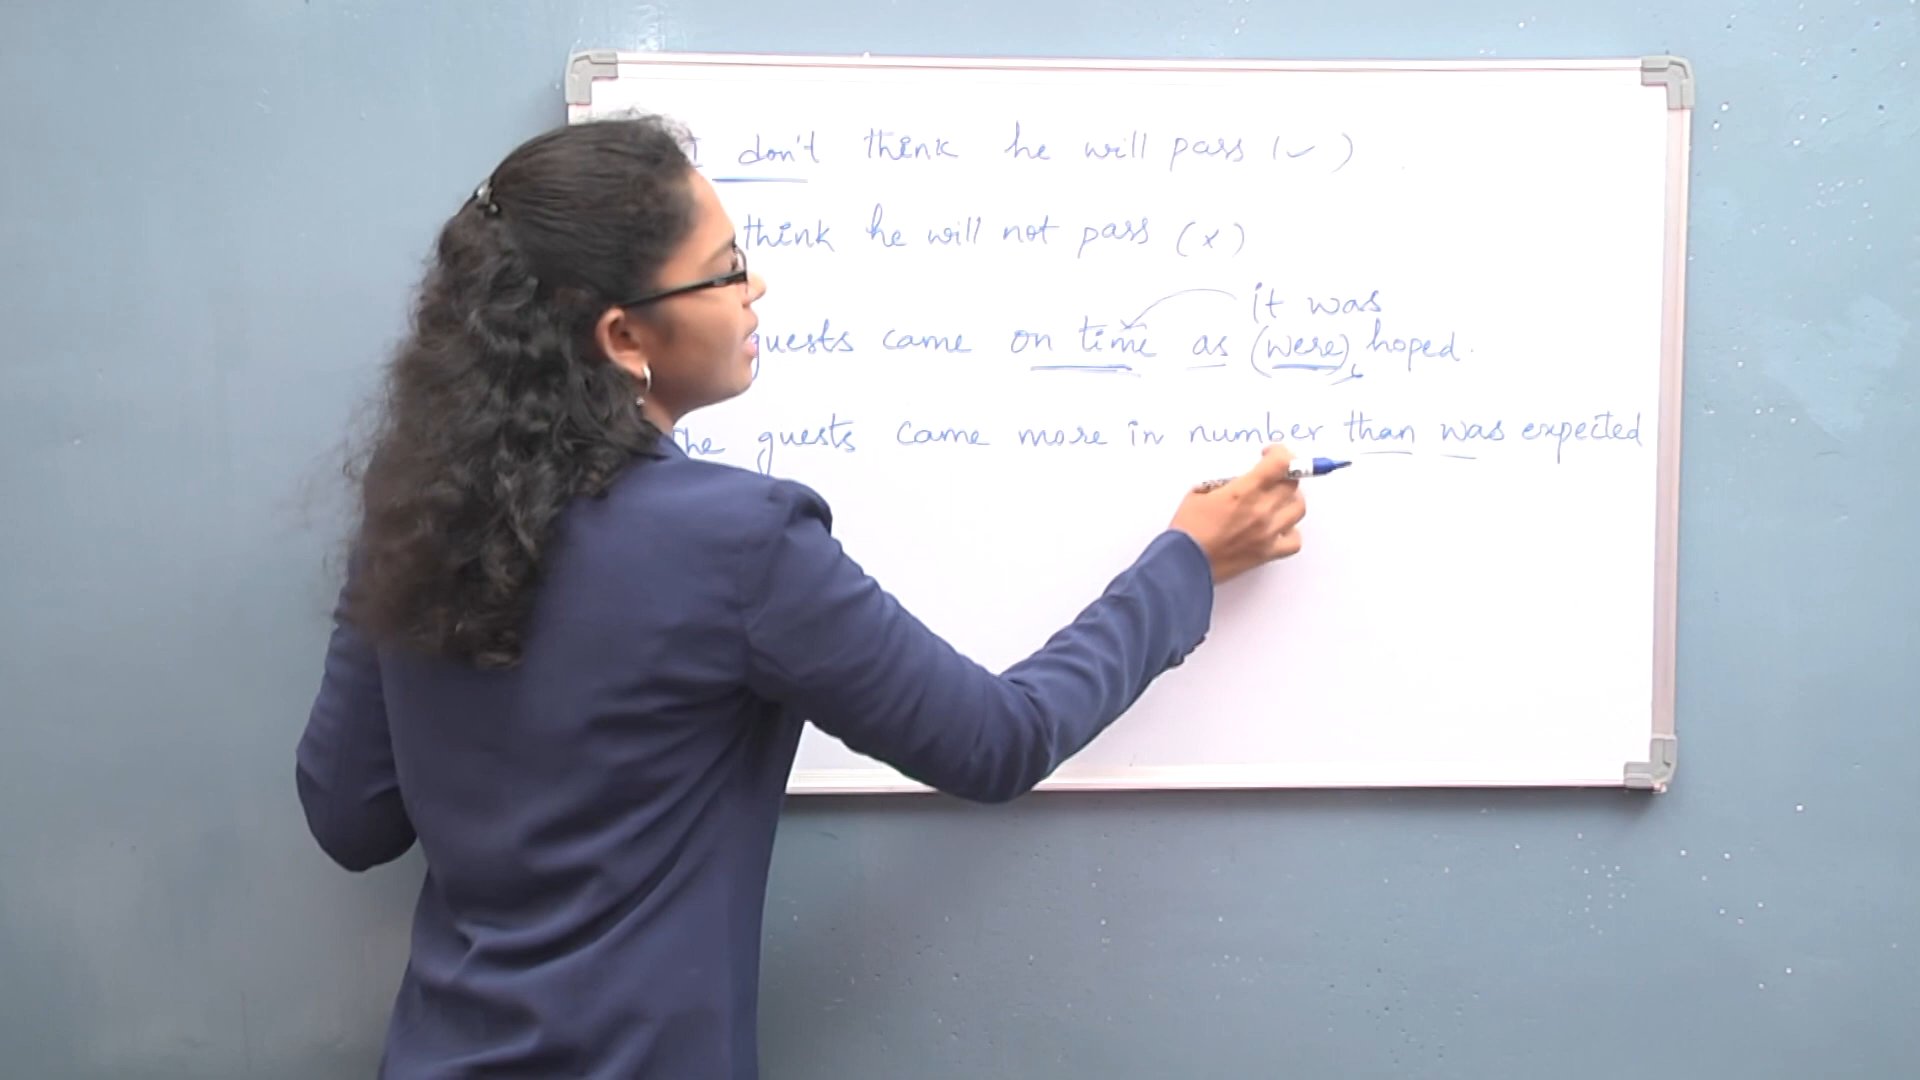 I don't think he will pass (✓)
think he will not pass (x)
it was
guests came on time as (were) hoped.
The guests came more in number than was expected